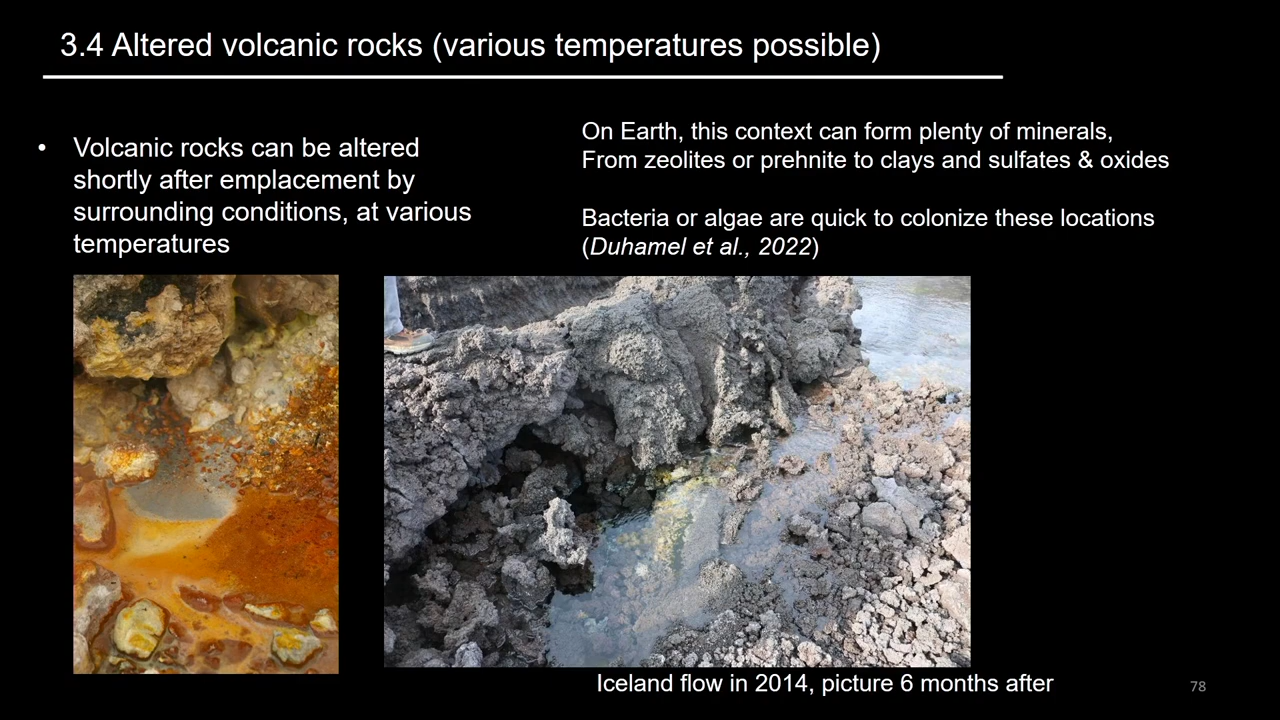 3.4 Altered volcanic rocks (various temperatures possible)
• Volcanic rocks can be altered
shortly after emplacement by
surrounding conditions, at various
temperatures
On Earth, this context can form plenty of minerals,
From zeolites or prehnite to clays and sulfates & oxides
Bacteria or algae are quick to colonize these locations
(Duhamel et al., 2022)
Iceland flow in 2014, picture 6 months after
78